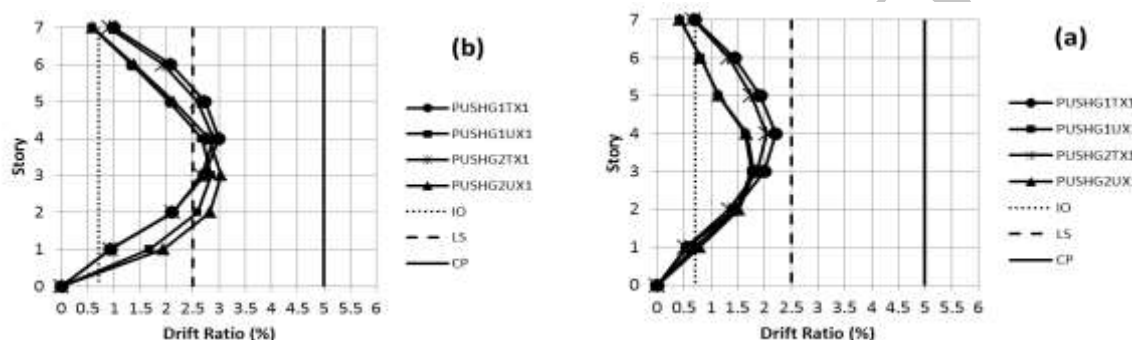 (b)
7
6
5
4
3
2
1
0
Story
0 0.5 1 1.5 2 2.5 3 3.5 4 4.5 5 5.5 6
Drift Ratio (%)
PUSHG1TX1
PUSHG1UX1
PUSHG2TX1
PUSHG2UX1
IO
LS
CP
(a)
7
6
5
4
3
2
1
0
Story
0 0.5 1 1.5 2 2.5 3 3.5 4 4.5 5 5.5 6
Drift Ratio (%)
PUSHG1TX1
PUSHG1UX1
PUSHG2TX1
PUSHG2UX1
IO
LS
CP